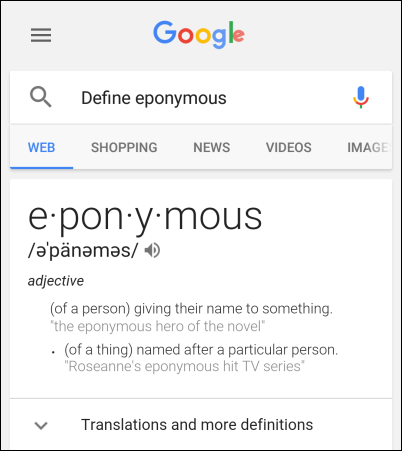 Google
Define eponymous
WEB SHOPPING NEWS VIDEOS IMAGE
e·pon·y·mous
/əˈpänəməs/
adjective
(of a person) giving their name to something.
"the eponymous hero of the novel"
• (of a thing) named after a particular person.
"Roseanne's eponymous hit TV series"
Translations and more definitions